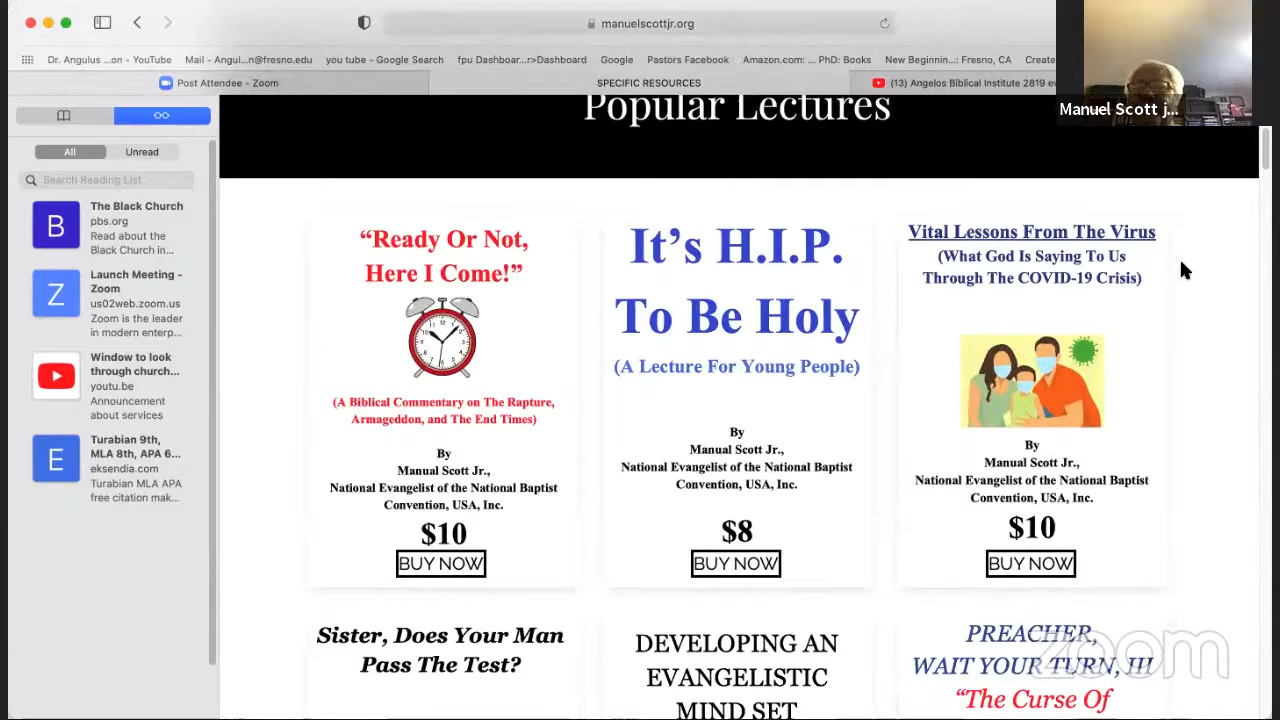 manuelscottjr.org
Dr. Angulus ...on - YouTube
Mail - Angul...n@fresno.edu
you tube - Google Search
fpu Dashboar...r>Dashboard
Google
Pastors Facebook
Amazon.com: ... PhD: Books
New Beginnin...: Fresno, CA
Create
Post Attendee - Zoom
SPECIFIC RESOURCES
(13) Angelos Biblical Institute 2819 ev
Manuel Scott j...
All
Unread
Search Reading List
B
The Black Church
pbs.org
Read about the
Black Church in...
Z
Launch Meeting -
Zoom
us02web.zoom.us
Zoom is the leader
in modern enterp...
Window to look
through church...
youtu.be
Announcement
about services
E
Turabian 9th,
MLA 8th, APA 6...
eksendia.com
Turabian MLA APA
free citation mak...
Popular Lectures
“Ready Or Not,
Here I Come!”
(A Biblical Commentary on The Rapture,
Armageddon, and The End Times)
By
Manual Scott Jr.,
National Evangelist of the National Baptist
Convention, USA, Inc.
$10
BUY NOW
It’s H.I.P.
To Be Holy
(A Lecture For Young People)
By
Manual Scott Jr.,
National Evangelist of the National Baptist
Convention, USA, Inc.
$8
BUY NOW
Vital Lessons From The Virus
(What God Is Saying To Us
Through The COVID-19 Crisis)
By
Manual Scott Jr.,
National Evangelist of the National Baptist
Convention, USA, Inc.
$10
BUY NOW
Sister, Does Your Man
Pass The Test?
DEVELOPING AN
EVANGELISTIC
MIND SET
PREACHER,
WAIT YOUR TURN, III
“The Curse Of
zoom